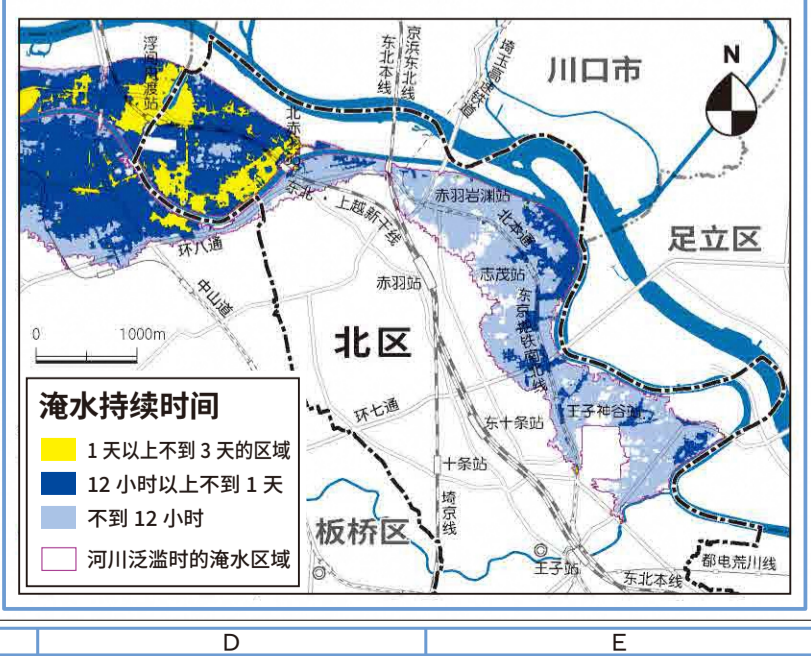 浮间舟渡站
东北本线
京浜东北线
埼玉高速铁道
川口市
N
北赤羽站
赤羽岩渊站
东北·上越新干线
北本通
足立区
环八通
中山道
赤羽站
志茂站
东京地铁南北线
0 1000m
北区
淹水持续时间
1天以上不到3天的区域
12小时以上不到1天
不到12小时
河川泛滥时的淹水区域
环七通
东十条站
王子神谷站
十条站
埼京线
板桥区
王子站
东北本线
都电荒川线
D
E